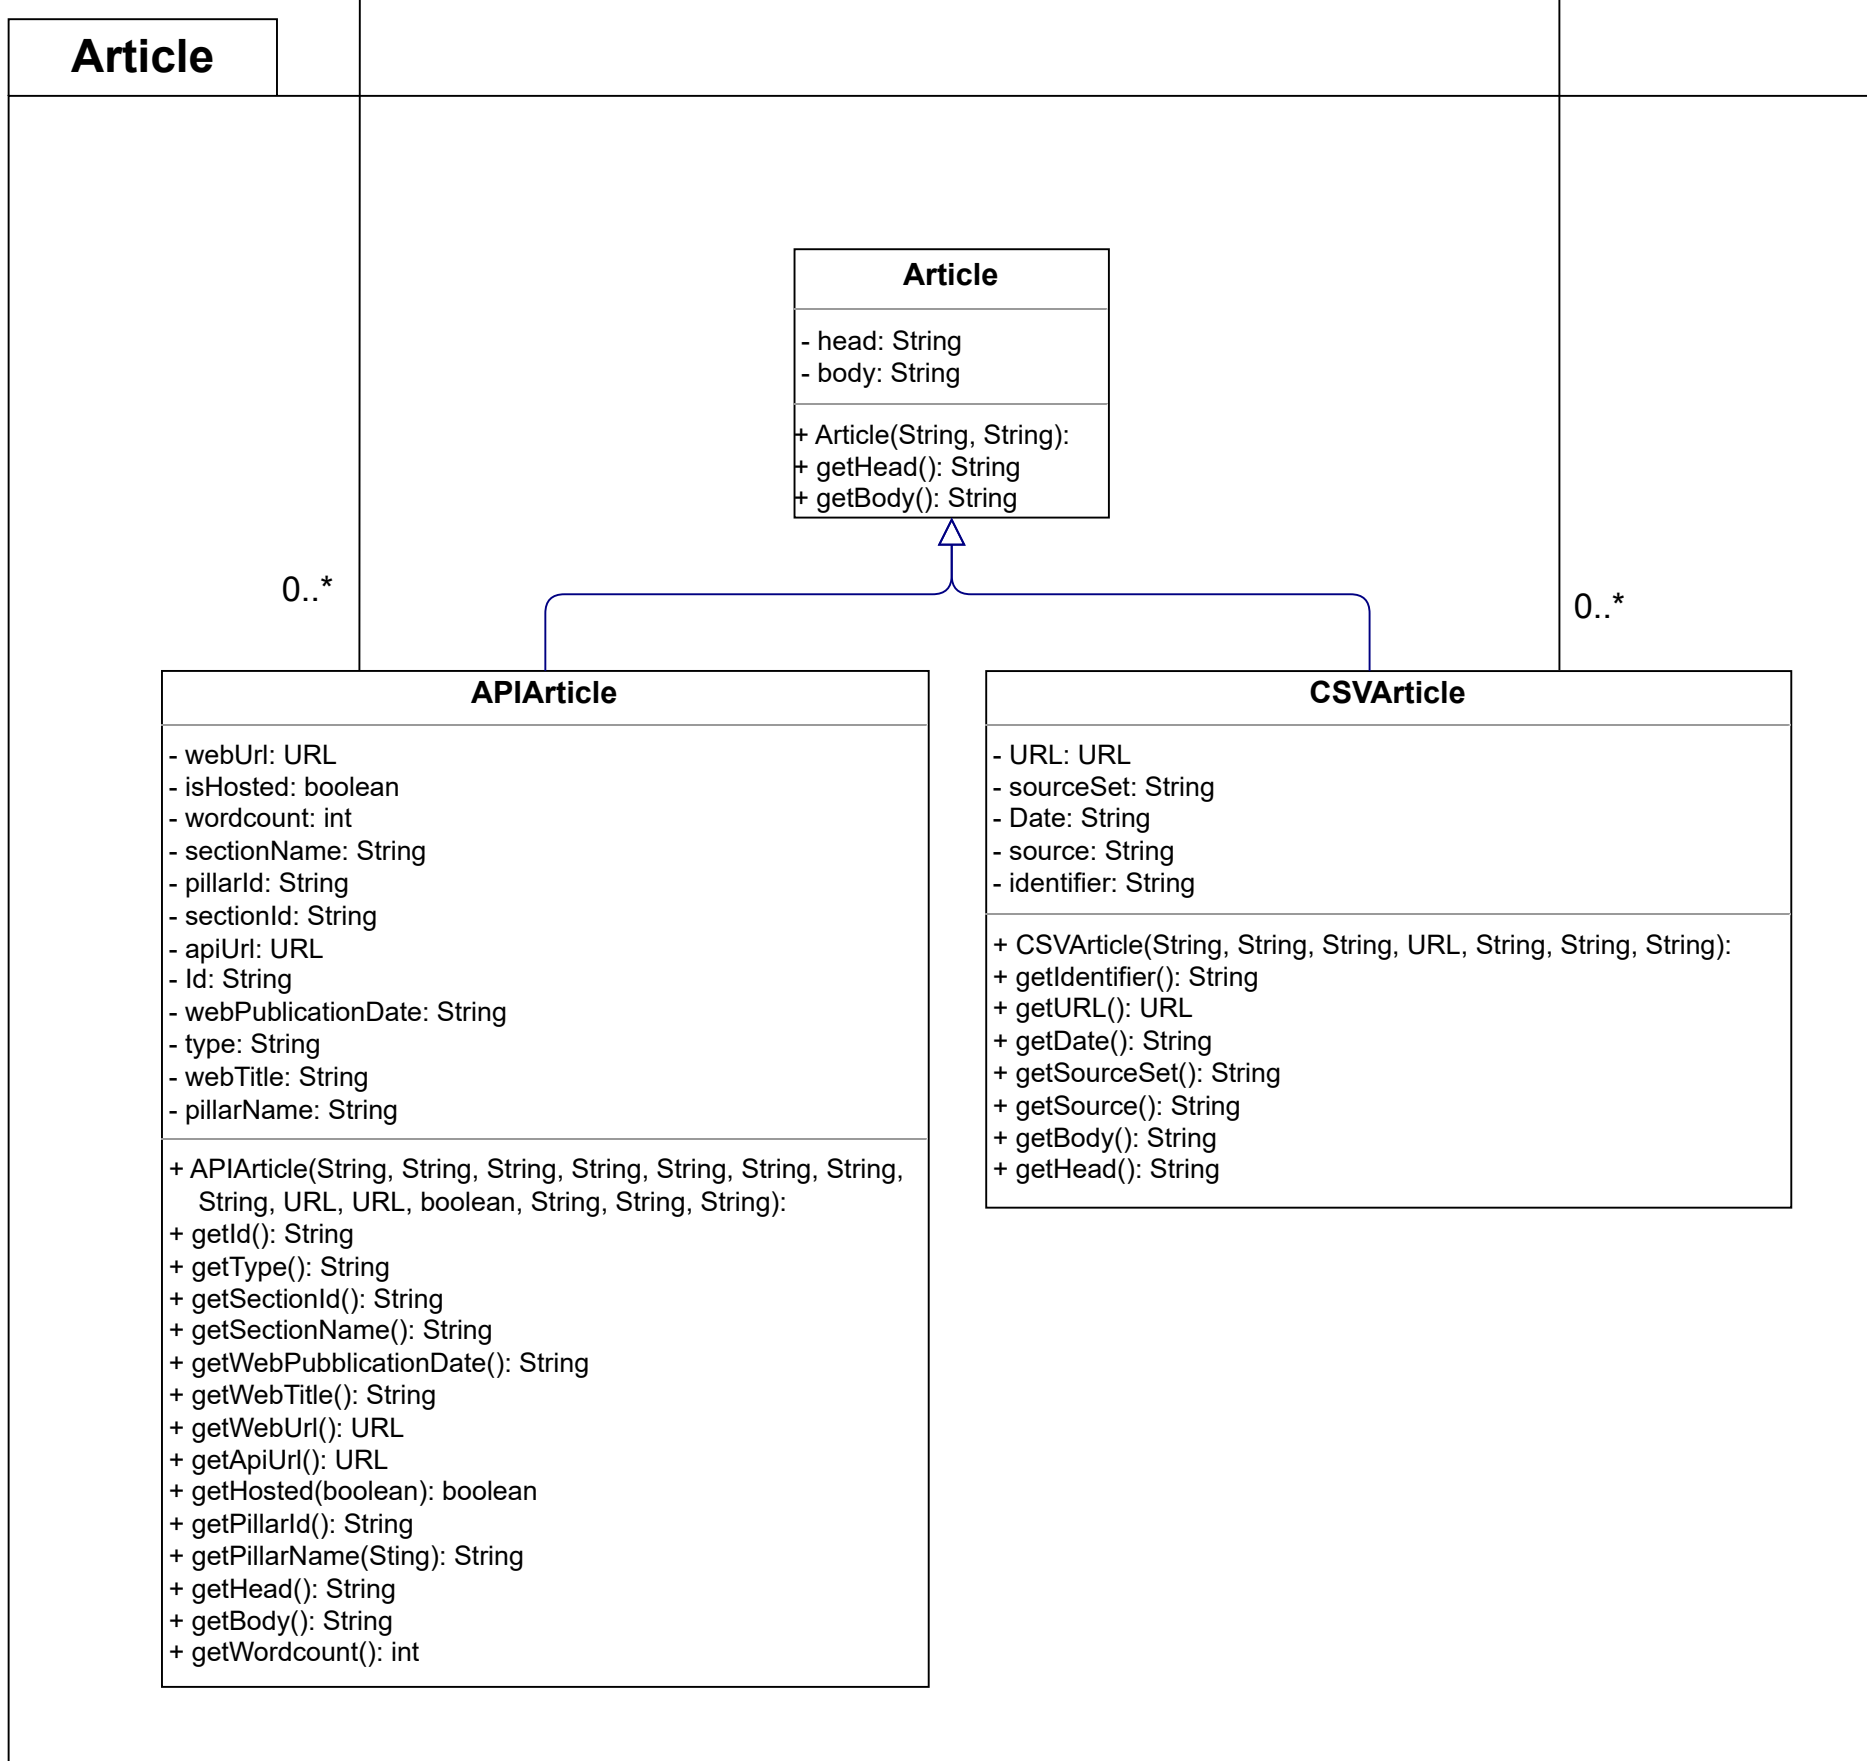 Article
Article
- head: String
- body: String
+ Article(String, String):
+ getHead(): String
+ getBody(): String
0..*
0..*
APIArticle
- webUrl: URL
- isHosted: boolean
- wordcount: int
- sectionName: String
- pillarId: String
- sectionId: String
- apiUrl: URL
- Id: String
- webPublicationDate: String
- type: String
- webTitle: String
- pillarName: String
+ APIArticle(String, String, String, String, String, String, String,
String, URL, URL, boolean, String, String, String):
+ getId(): String
+ getType(): String
+ getSectionId(): String
+ getSectionName(): String
+ getWebPubblicationDate(): String
+ getWebTitle(): String
+ getWebUrl(): URL
+ getApiUrl(): URL
+ getHosted(boolean): boolean
+ getPillarId(): String
+ getPillarName(Sting): String
+ getHead(): String
+ getBody(): String
+ getWordcount(): int
CSVArticle
- URL: URL
- sourceSet: String
- Date: String
- source: String
- identifier: String
+ CSVArticle(String, String, String, URL, String, String, String):
+ getIdentifier(): String
+ getURL(): URL
+ getDate(): String
+ getSourceSet(): String
+ getSource(): String
+ getBody(): String
+ getHead(): String